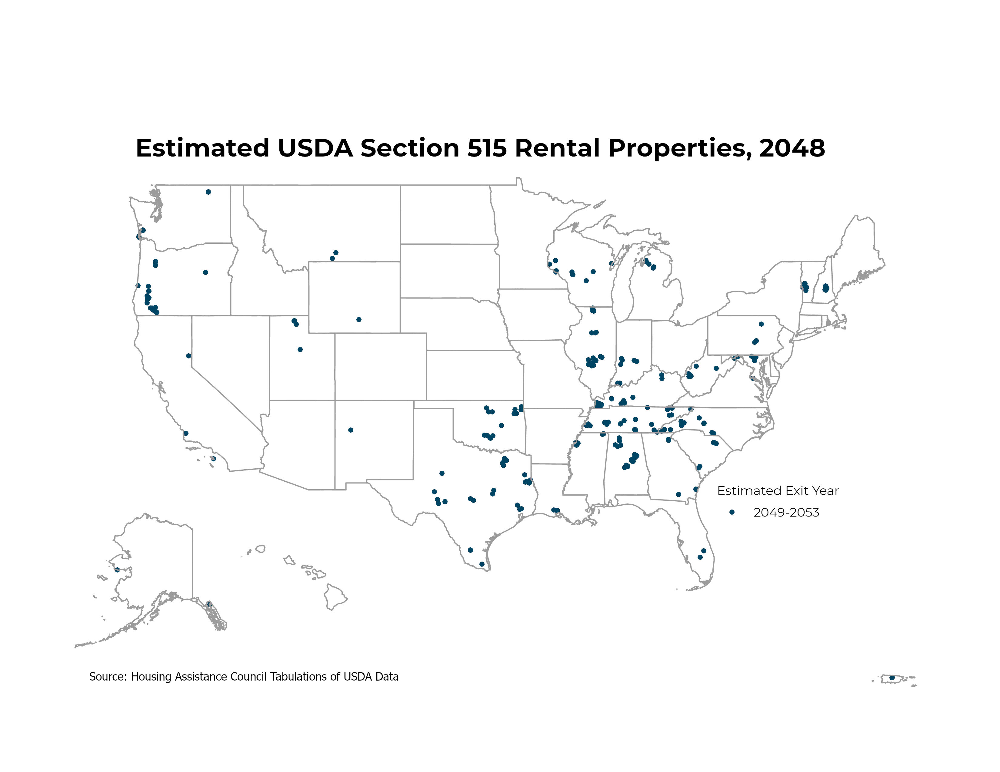 Estimated USDA Section 515 Rental Properties, 2048
Estimated Exit Year
2049-2053
Source: Housing Assistance Council Tabulations of USDA Data